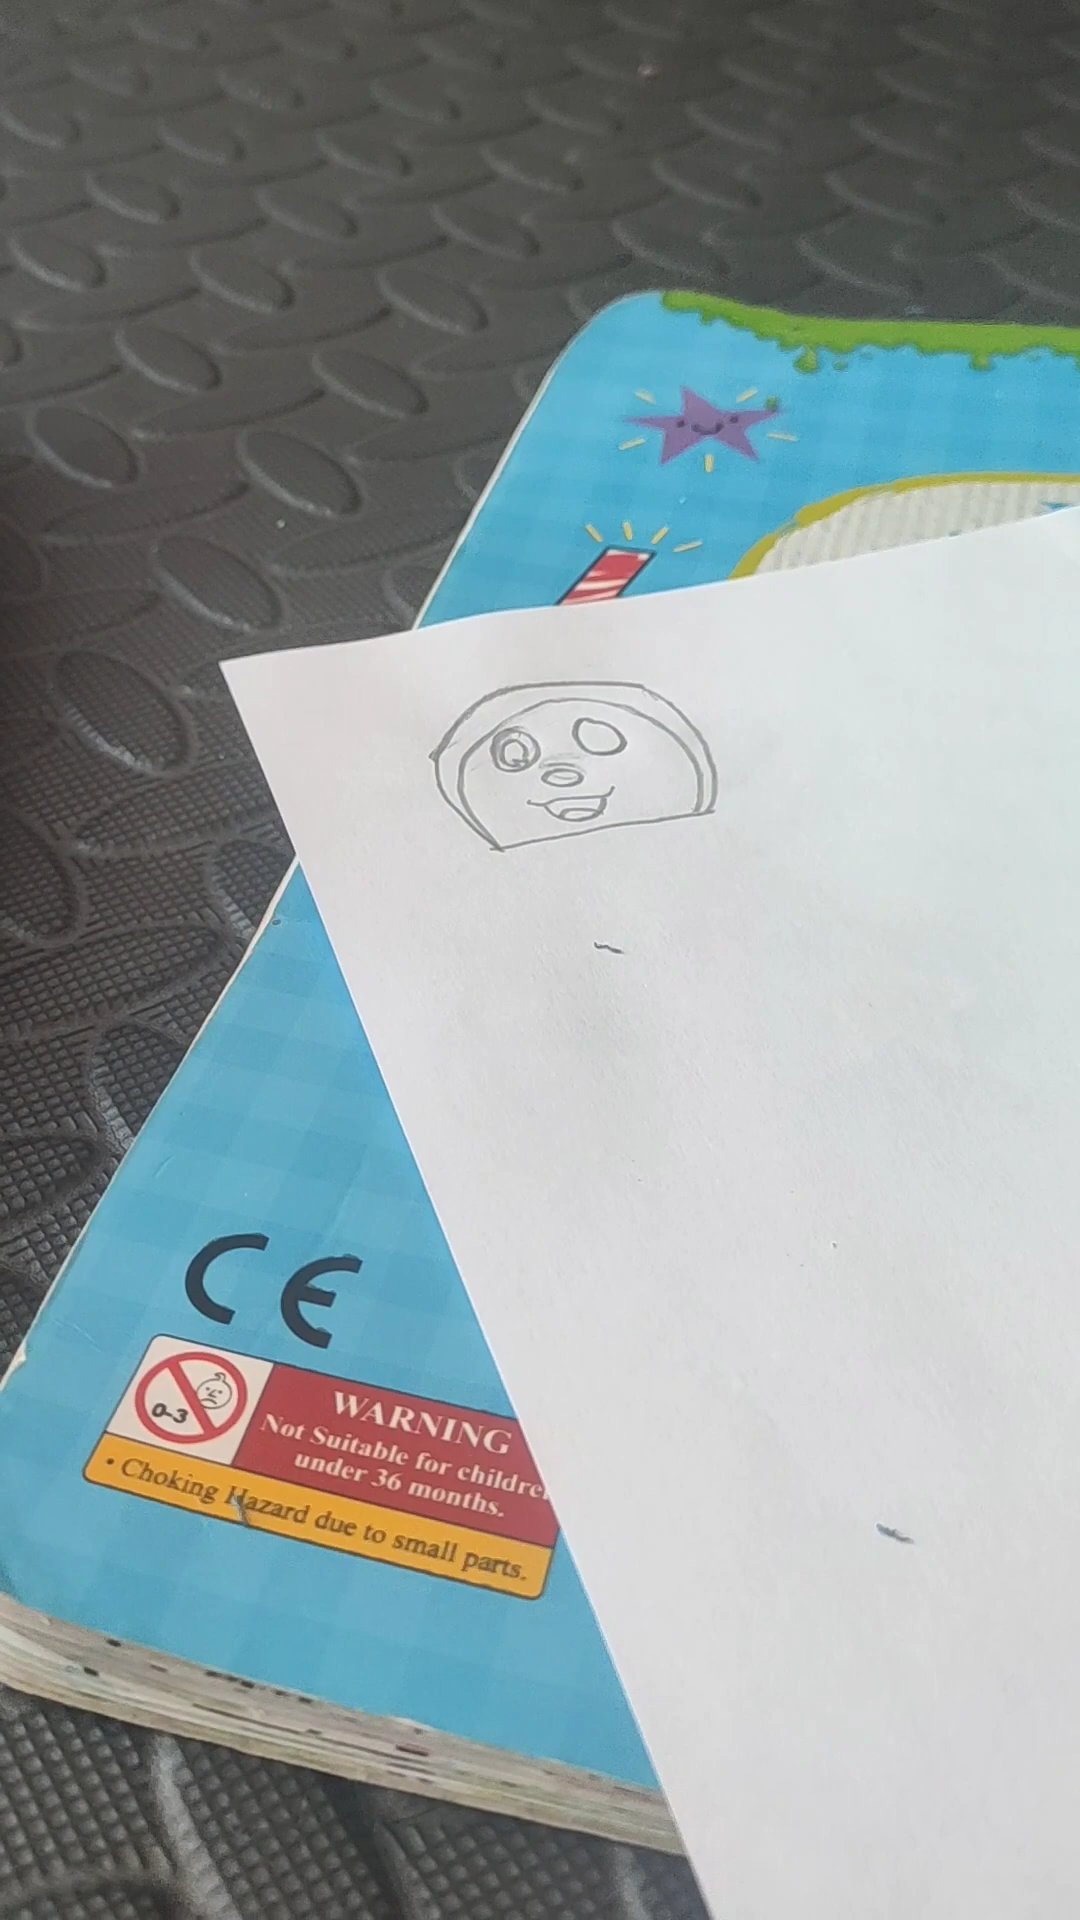 CE
0-3
WARNING
Not Suitable for childre
under 36 months.
• Choking Hazard due to small parts.